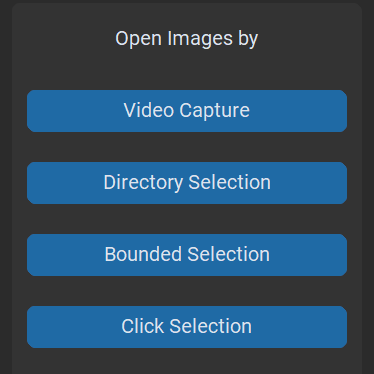 Open Images by
Video Capture
Directory Selection
Bounded Selection
Click Selection